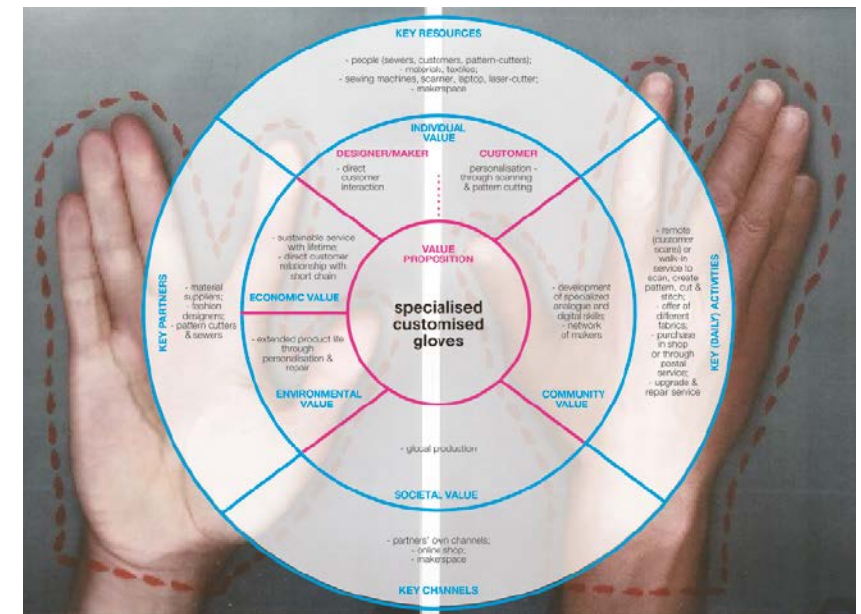 KEY RESOURCES
- people (sewers, customers, pattern-cutters);
- materials, textiles;
- sewing machines, scanner, laptop, laser-cutter;
- makerspace
INDIVIDUAL
VALUE
DESIGNER/MAKER
- direct
customer
interaction
CUSTOMER
personalisation -
through scanning
& pattern cutting
- sustainable service
with lifetime;
- direct customer
relationship with
short chain
ECONOMIC VALUE
VALUE
PROPOSITION
specialised
customised
gloves
KEY PARTNERS
- material
suppliers;
- fashion
designers;
- pattern cutters
& sewers
- extended product life
through
personalisation &
repair
ENVIRONMENTAL
VALUE
- development
of specialized
analogue and
digital skills;
- network
of makers
COMMUNITY
VALUE
- remote
(customer
scans) or
walk-in
service to
scan, create
pattern, cut &
stitch;
- offer of
different
fabrics,
- purchase
in shop
or through
postal
service;
- upgrade &
repair service
KEY (DAILY) ACTIVITIES
- glocal production
SOCIETAL VALUE
- partners' own channels;
- online shop;
- makerspace
KEY CHANNELS